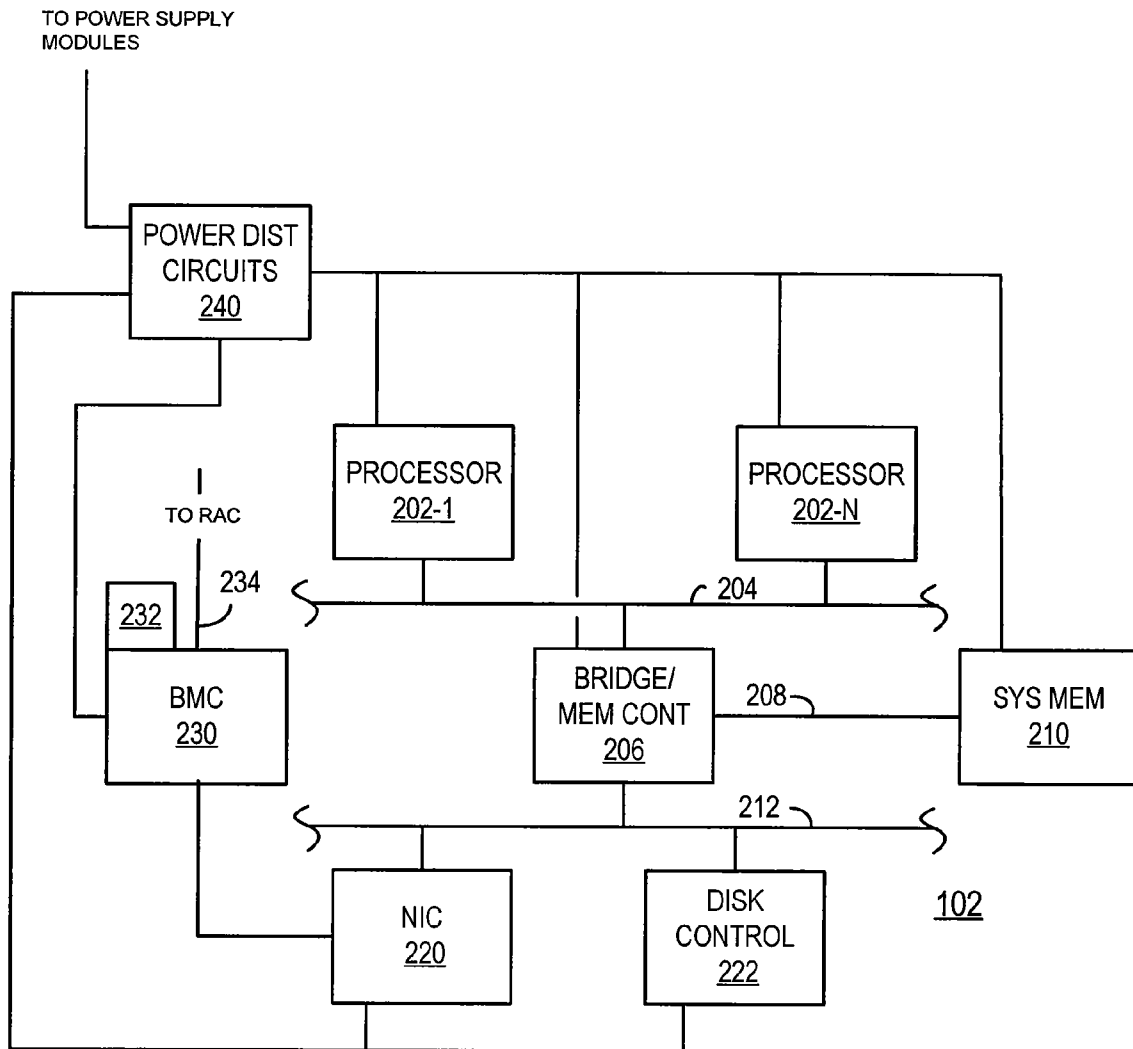 TO POWER SUPPLY
MODULES
POWER DIST
CIRCUITS
240
PROCESSOR
202-1
PROCESSOR
202-N
TO RAC
234
204
232
BMC
230
BRIDGE/
MEM CONT
206
208
SYS MEM
210
212
NIC
220
DISK
CONTROL
222
102